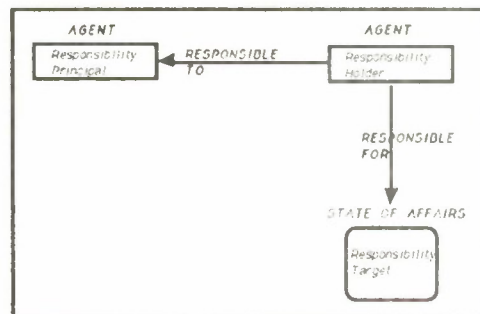 AGENT
AGENT
Responsibility
Principal
RESPONSIBLE
TO
Responsibility
Holder
RESPONSIBLE
FOR
STATE OF AFFAIRS
Responsibility
Target